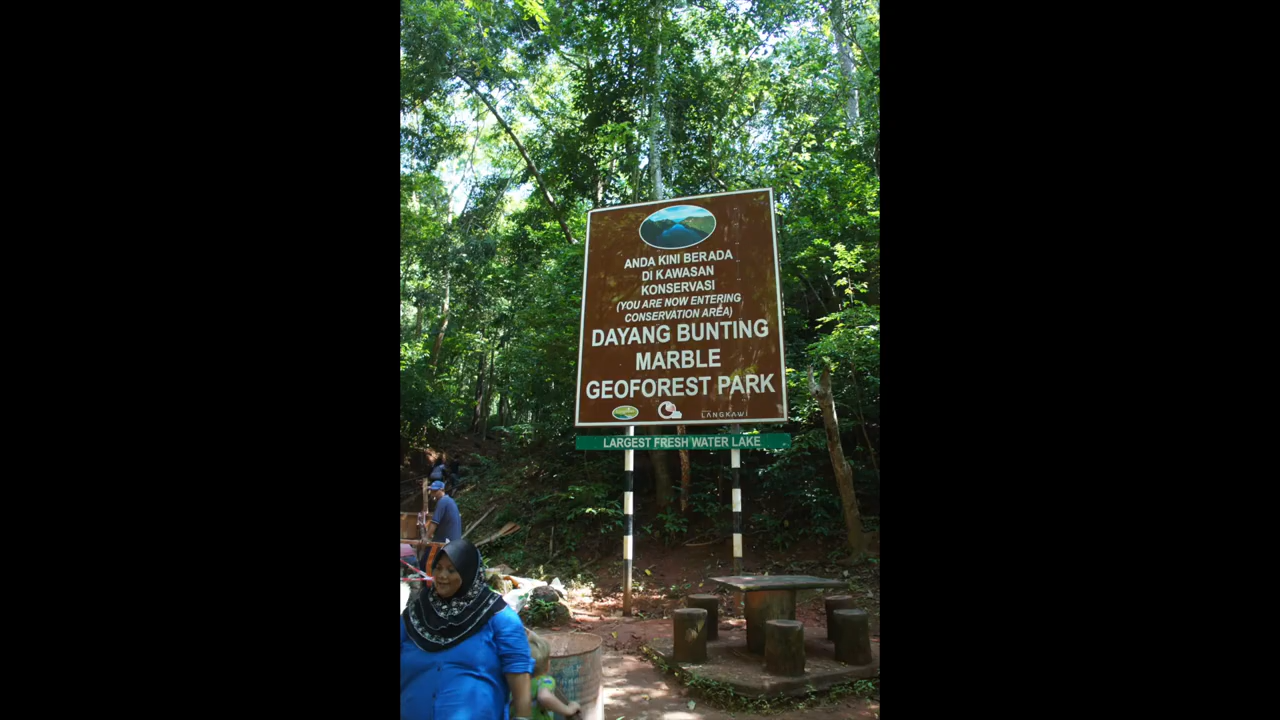 ANDA KINI BERADA
DI KAWASAN
KONSERVASI
(YOU ARE NOW ENTERING
CONSERVATION AREA)
DAYANG BUNTING
MARBLE
GEOFOREST PARK
LANGKAWI
LARGEST FRESH WATER LAKE